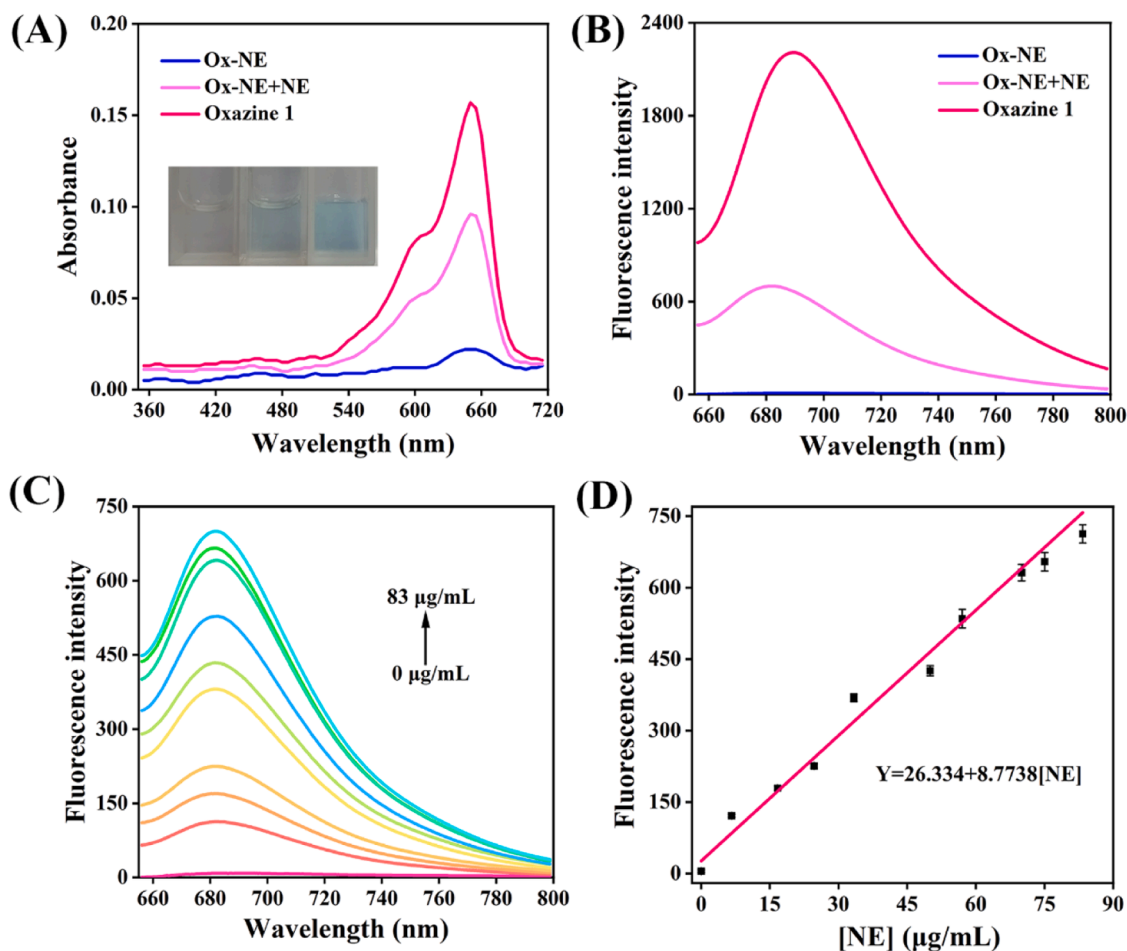 (A)
0.20
0.15
0.10
0.05
0.00
Absorbance
Ox-NE
Ox-NE+NE
Oxazine 1
360 420 480 540 600 660 720
Wavelength (nm)
(B)
2400
1800
1200
600
0
Fluorescence intensity
Ox-NE
Ox-NE+NE
Oxazine 1
660 680 700 720 740 760 780 800
Wavelength (nm)
(C)
750
600
450
300
150
0
Fluorescence intensity
83 μg/mL
0 μg/mL
660 680 700 720 740 760 780 800
Wavelength (nm)
(D)
750
600
450
300
150
0
Fluorescence intensity
Y=26.334+8.7738[NE]
0 15 30 45 60 75 90
[NE] (μg/mL)